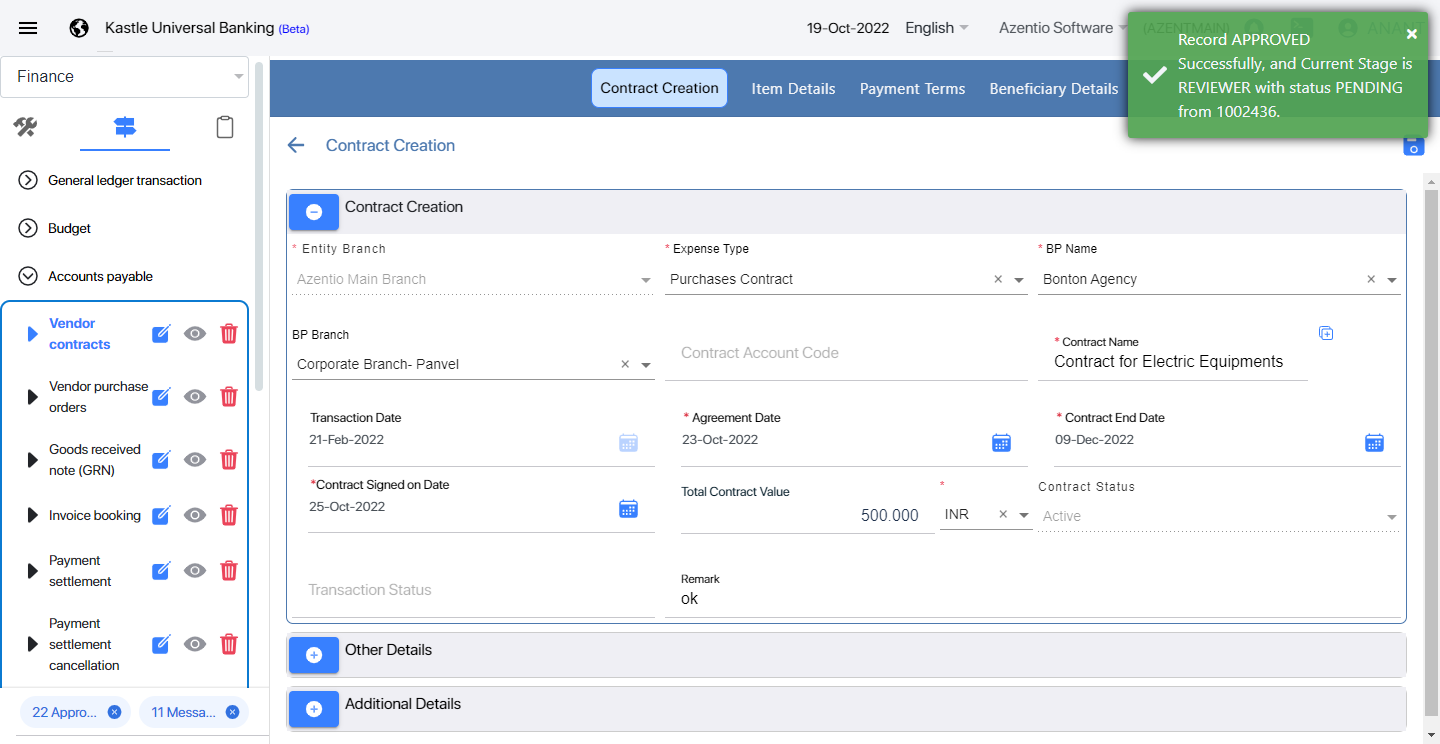 Kastle Universal Banking (Beta)
19-Oct-2022
English
Azentio Software
(AZENTMAIN)
Record APPROVED
Successfully, and Current Stage is
REVIEWER with status PENDING
from 1002436.
Finance
Contract Creation
Item Details
Payment Terms
Beneficiary Details
Contract Creation
General ledger transaction
Budget
Accounts payable
Vendor
contracts
Vendor purchase
orders
Goods received
note (GRN)
Invoice booking
Payment
settlement
Payment
settlement
cancellation
22 Appro...
11 Messa...
Contract Creation
* Entity Branch
Azentio Main Branch
* Expense Type
Purchases Contract
* BP Name
Bonton Agency
BP Branch
Corporate Branch- Panvel
Contract Account Code
* Contract Name
Contract for Electric Equipments
Transaction Date
21-Feb-2022
* Agreement Date
23-Oct-2022
* Contract End Date
09-Dec-2022
*Contract Signed on Date
25-Oct-2022
Total Contract Value
500.000
*
INR
Contract Status
Active
Transaction Status
Remark
ok
Other Details
Additional Details